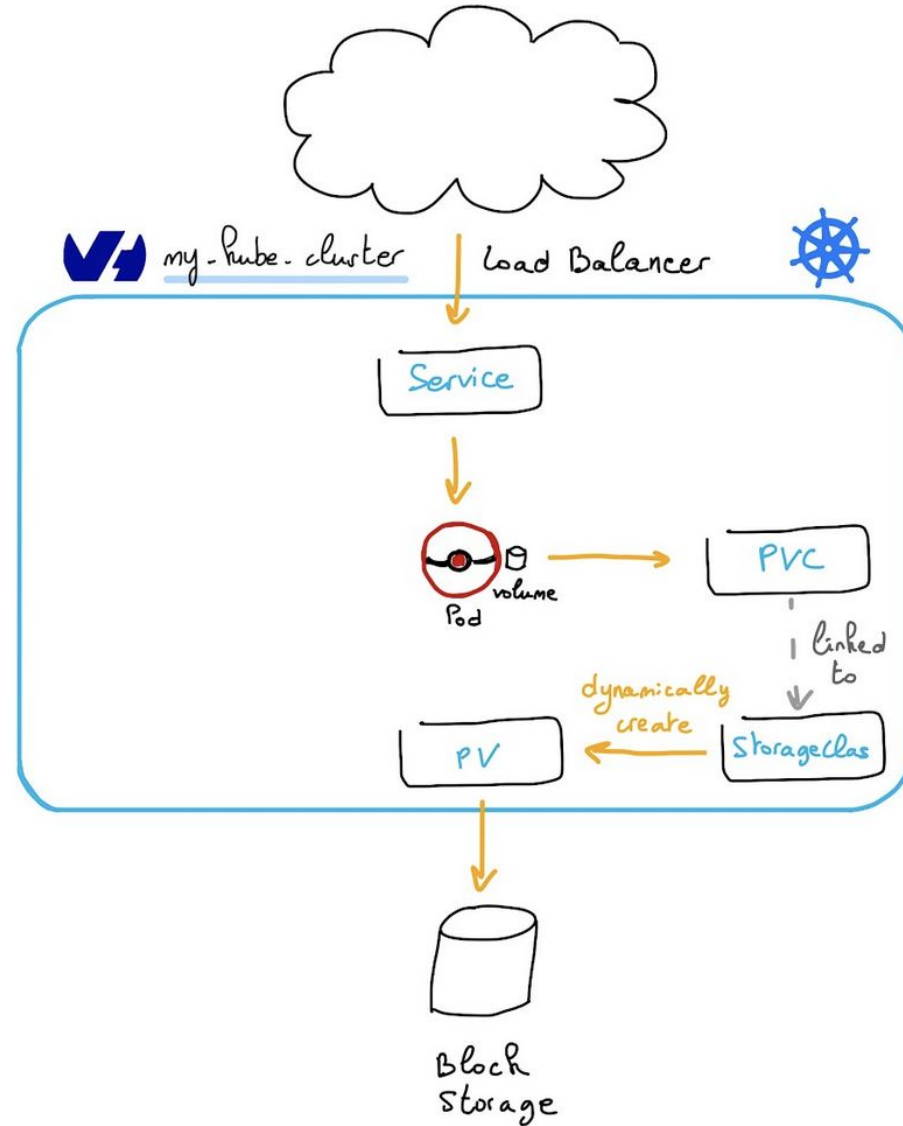 my-kube-cluster
Load Balancer
Service
Pod
volume
PVC
linked
to
dynamically
create
StorageClas
PV
Block
Storage